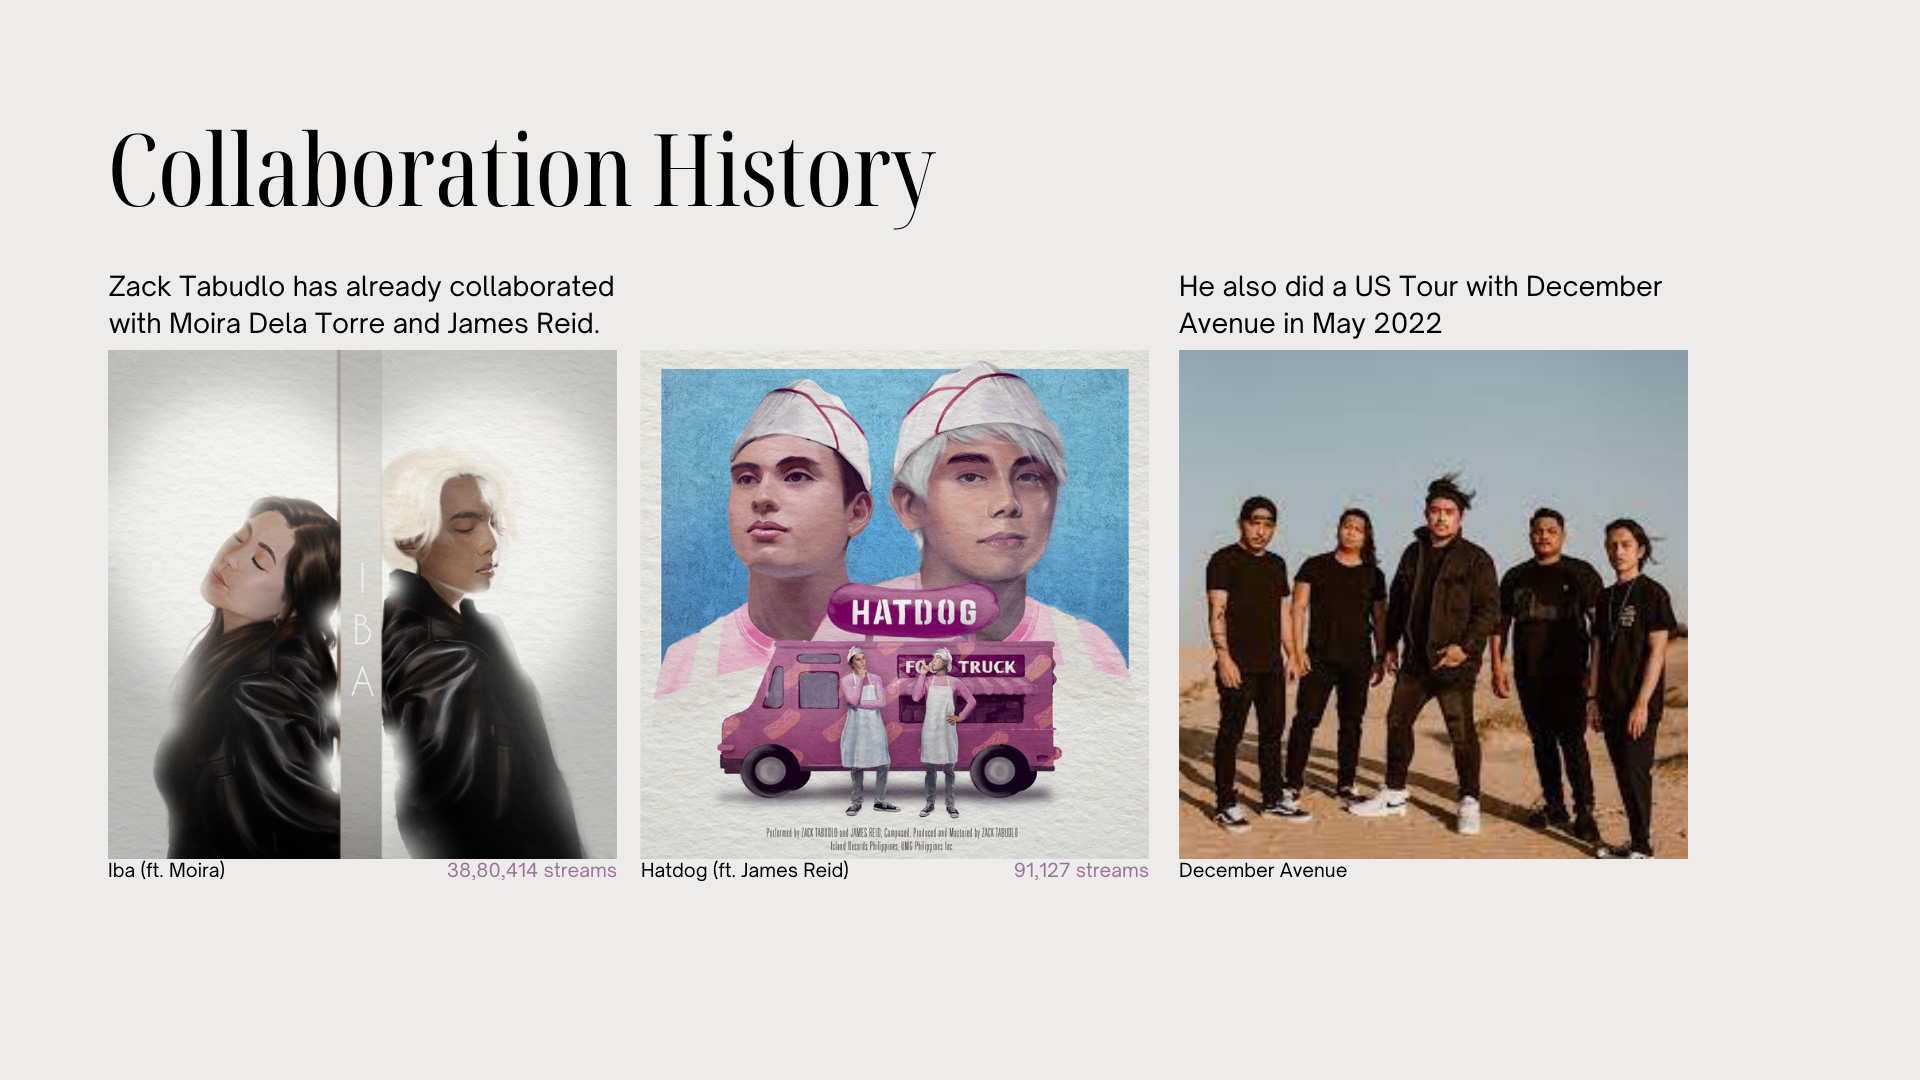 Collaboration History
Zack Tabudlo has already collaborated
with Moira Dela Torre and James Reid.
He also did a US Tour with December
Avenue in May 2022
I
B
A
HATDOG
TRUCK
Performed by ZACK TABUDLO and JAMES REID, Composed, Produced and Mastered by ZACK TABUDLO
Island Records Philippines, UMG Philippines Inc.
Iba (ft. Moira)
38,80,414 streams
Hatdog (ft. James Reid)
91,127 streams
December Avenue